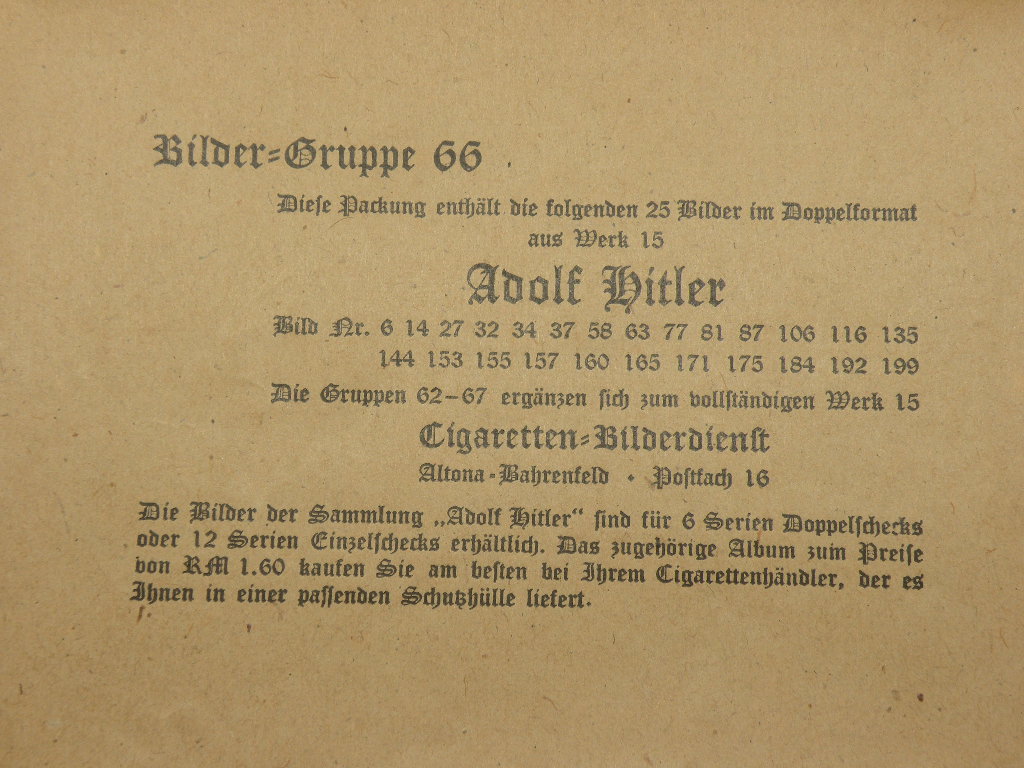 Bilder-Gruppe 66
Diese Packung enthält die folgenden 25 Bilder im Doppelformat
aus Werk 15
Adolf Hitler
Bild Nr. 6 14 27 32 34 37 58 63 77 81 87 106 116 135
144 153 155 157 160 165 171 175 184 192 199
Die Gruppen 62–67 ergänzen sich zum vollständigen Werk 15
Cigaretten-Bilderdienst
Altona-Bahrenfeld • Postfach 16
Die Bilder der Sammlung „Adolf Hitler“ sind für 6 Serien Doppelschecks
oder 12 Serien Einzelschecks erhältlich. Das zugehörige Album zum Preise
von RM 1.60 kaufen Sie am besten bei Ihrem Cigarettenhändler, der es
Ihnen in einer passenden Schutzhülle liefert.